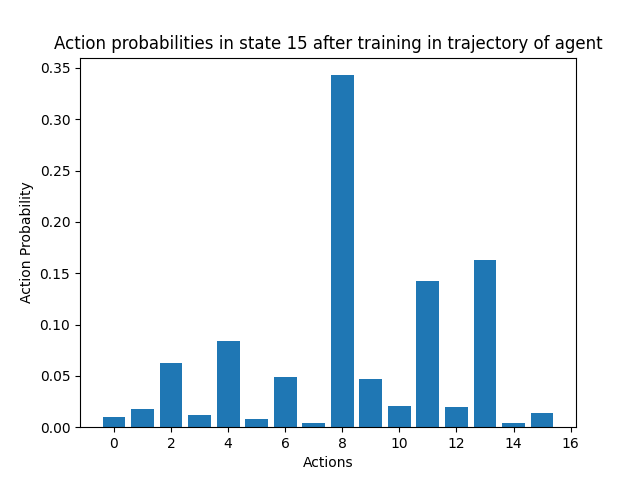 Action probabilities in state 15 after training in trajectory of agent
0.35
0.30
0.25
0.20
0.15
0.10
0.05
0.00
Action Probability
0 2 4 6 8 10 12 14 16
Actions